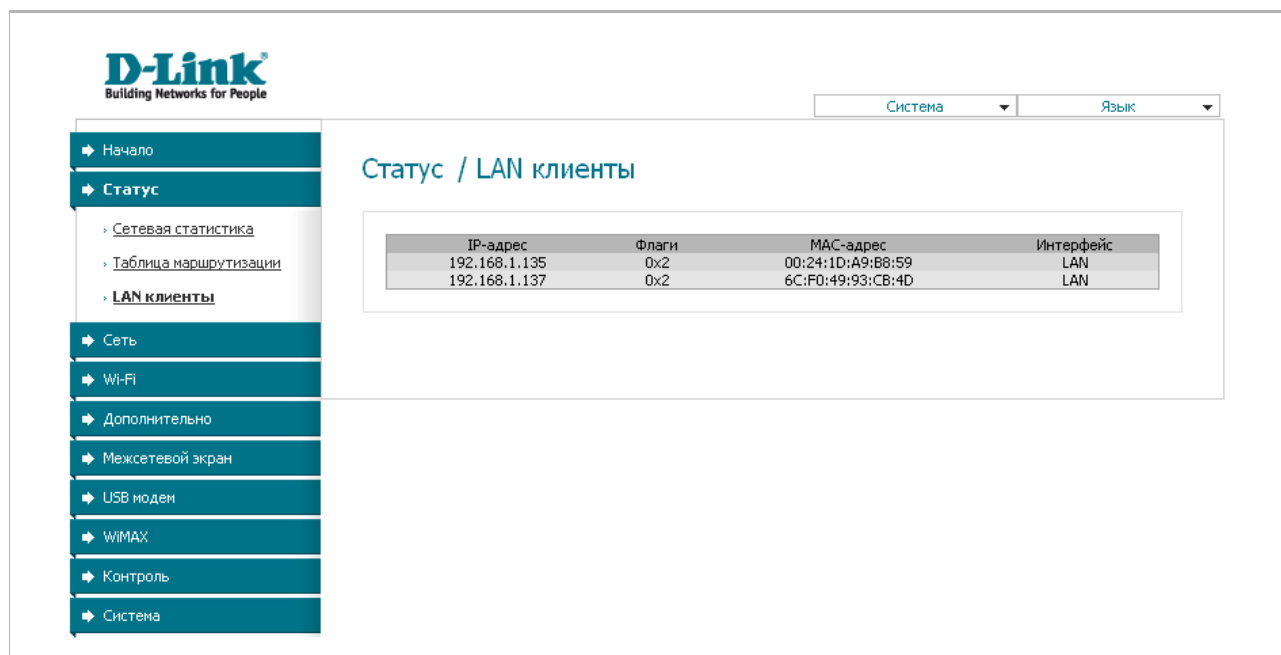 D-Link
Building Networks for People
Система Язык
Начало
Статус
Сетевая статистика
Таблица маршрутизации
LAN клиенты
Сеть
Wi-Fi
Дополнительно
Межсетевой экран
USB модем
WiMAX
Контроль
Система
Статус / LAN клиенты
IP-адрес Флаги MAC-адрес Интерфейс
192.168.1.135 0x2 00:24:1D:A9:B8:59 LAN
192.168.1.137 0x2 6C:F0:49:93:CB:4D LAN